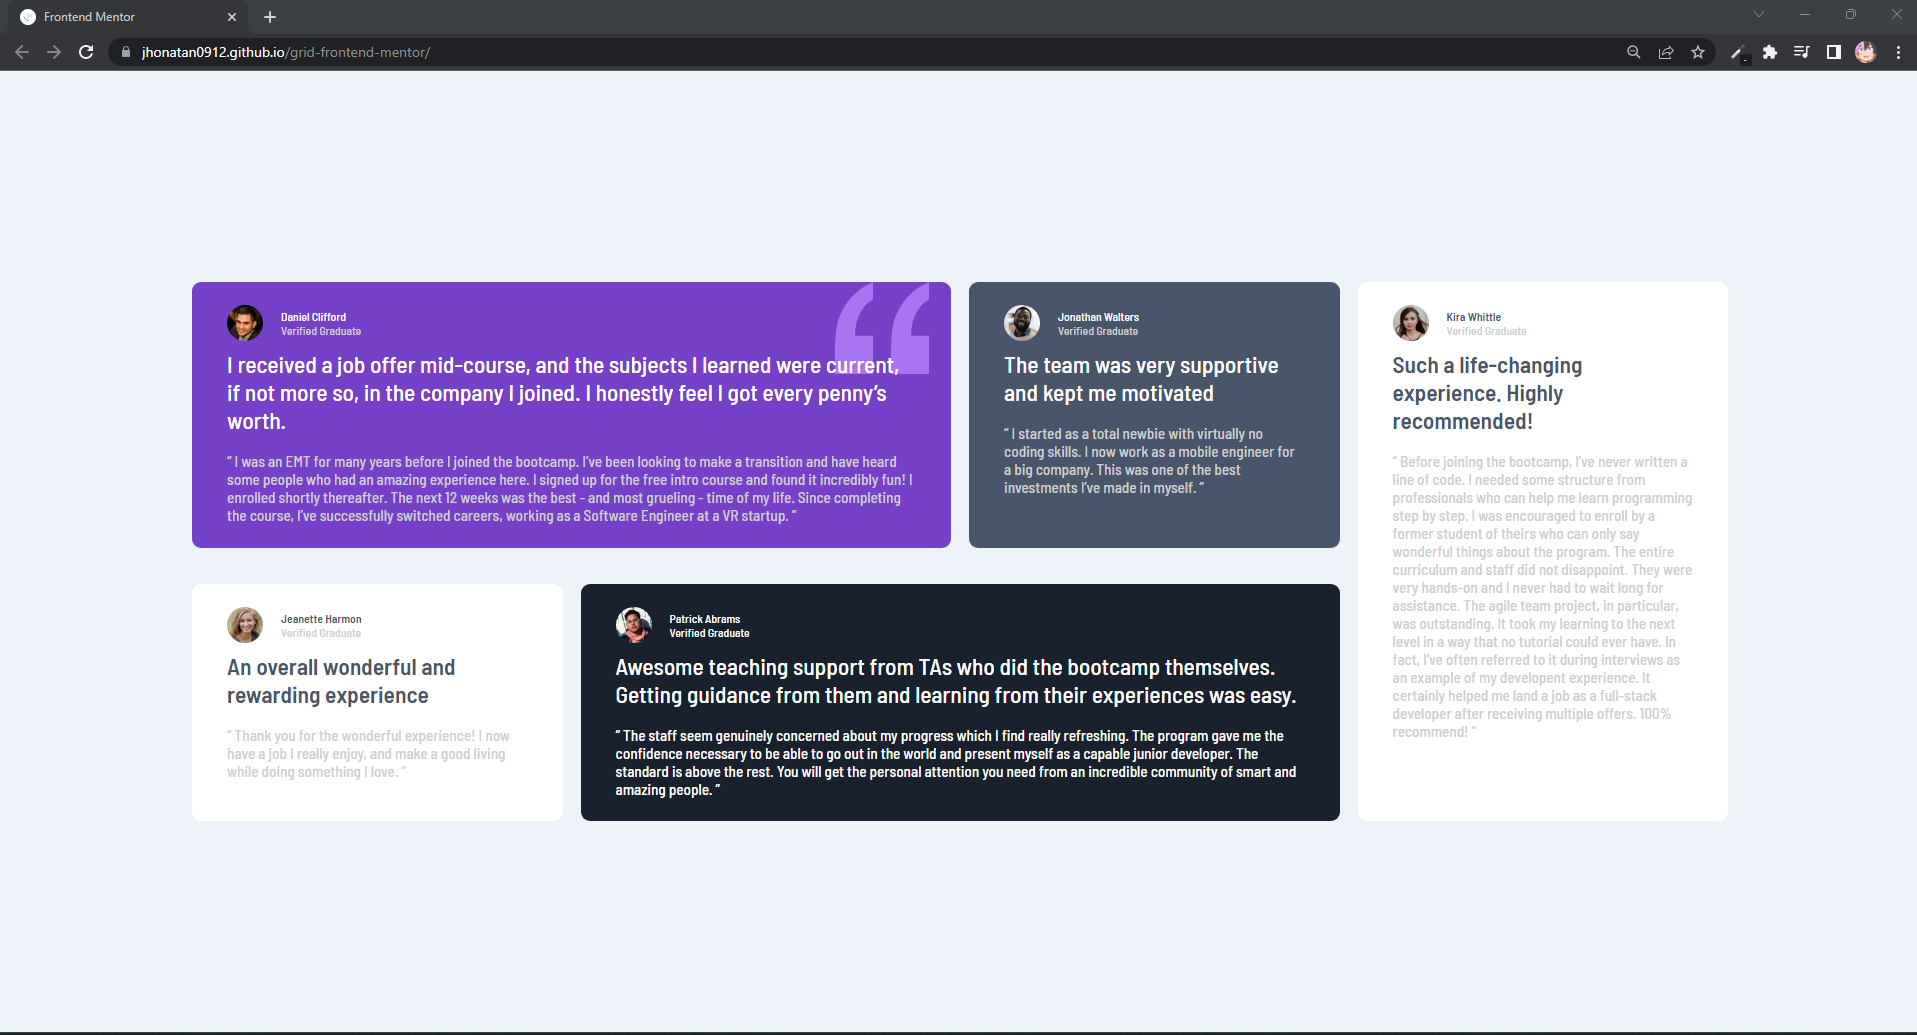 Frontend Mentor
jhonatan0912.github.io/grid-frontend-mentor/
Daniel Clifford
Verified Graduate
I received a job offer mid-course, and the subjects I learned were current,
if not more so, in the company I joined. I honestly feel I got every penny’s
worth.
“ I was an EMT for many years before I joined the bootcamp. I’ve been looking to make a transition and have heard
some people who had an amazing experience here. I signed up for the free intro course and found it incredibly fun! I
enrolled shortly thereafter. The next 12 weeks was the best - and most grueling - time of my life. Since completing
the course, I’ve successfully switched careers, working as a Software Engineer at a VR startup. ”
Jonathan Walters
Verified Graduate
The team was very supportive
and kept me motivated
“ I started as a total newbie with virtually no
coding skills. I now work as a mobile engineer for
a big company. This was one of the best
investments I’ve made in myself. ”
Kira Whittle
Verified Graduate
Such a life-changing
experience. Highly
recommended!
“ Before joining the bootcamp, I’ve never written a
line of code. I needed some structure from
professionals who can help me learn programming
step by step. I was encouraged to enroll by a
former student of theirs who can only say
wonderful things about the program. The entire
curriculum and staff did not disappoint. They were
very hands-on and I never had to wait long for
assistance. The agile team project, in particular,
was outstanding. It took my learning to the next
level in a way that no tutorial could ever have. In
fact, I’ve often referred to it during interviews as
an example of my developent experience. It
certainly helped me land a job as a full-stack
developer after receiving multiple offers. 100%
recommend! ”
Jeanette Harmon
Verified Graduate
An overall wonderful and
rewarding experience
“ Thank you for the wonderful experience! I now
have a job I really enjoy, and make a good living
while doing something I love. ”
Patrick Abrams
Verified Graduate
Awesome teaching support from TAs who did the bootcamp themselves.
Getting guidance from them and learning from their experiences was easy.
“ The staff seem genuinely concerned about my progress which I find really refreshing. The program gave me the
confidence necessary to be able to go out in the world and present myself as a capable junior developer. The
standard is above the rest. You will get the personal attention you need from an incredible community of smart and
amazing people. ”